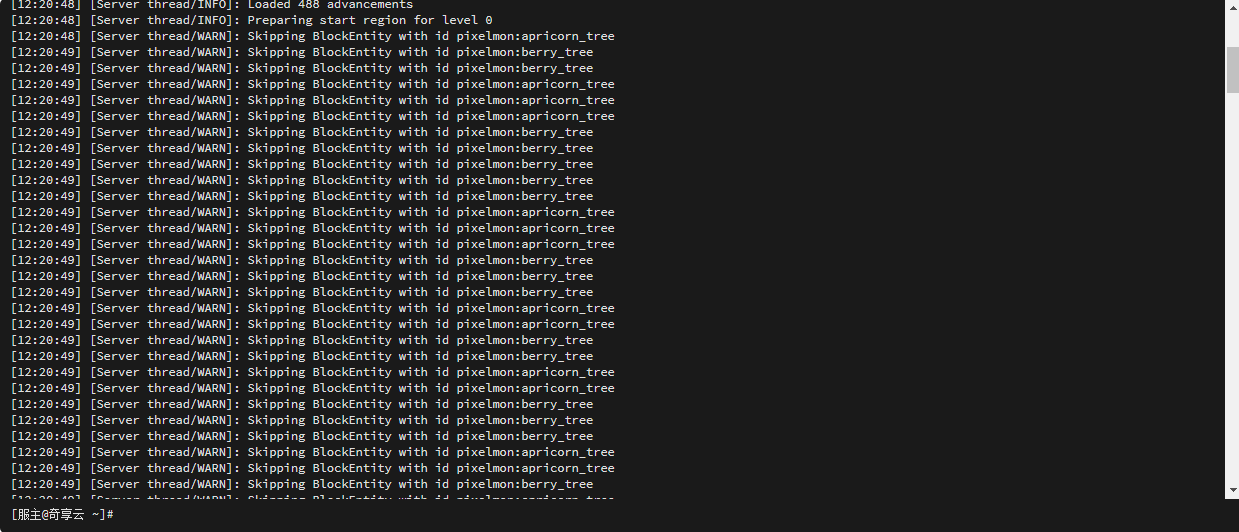 [12:20:48] [Server thread/INFO]: Loaded 488 advancements
[12:20:48] [Server thread/INFO]: Preparing start region for level 0
[12:20:48] [Server thread/WARN]: Skipping BlockEntity with id pixelmon:apricorn_tree
[12:20:49] [Server thread/WARN]: Skipping BlockEntity with id pixelmon:berry_tree
[12:20:49] [Server thread/WARN]: Skipping BlockEntity with id pixelmon:berry_tree
[12:20:49] [Server thread/WARN]: Skipping BlockEntity with id pixelmon:apricorn_tree
[12:20:49] [Server thread/WARN]: Skipping BlockEntity with id pixelmon:apricorn_tree
[12:20:49] [Server thread/WARN]: Skipping BlockEntity with id pixelmon:apricorn_tree
[12:20:49] [Server thread/WARN]: Skipping BlockEntity with id pixelmon:berry_tree
[12:20:49] [Server thread/WARN]: Skipping BlockEntity with id pixelmon:berry_tree
[12:20:49] [Server thread/WARN]: Skipping BlockEntity with id pixelmon:berry_tree
[12:20:49] [Server thread/WARN]: Skipping BlockEntity with id pixelmon:berry_tree
[12:20:49] [Server thread/WARN]: Skipping BlockEntity with id pixelmon:berry_tree
[12:20:49] [Server thread/WARN]: Skipping BlockEntity with id pixelmon:apricorn_tree
[12:20:49] [Server thread/WARN]: Skipping BlockEntity with id pixelmon:apricorn_tree
[12:20:49] [Server thread/WARN]: Skipping BlockEntity with id pixelmon:apricorn_tree
[12:20:49] [Server thread/WARN]: Skipping BlockEntity with id pixelmon:berry_tree
[12:20:49] [Server thread/WARN]: Skipping BlockEntity with id pixelmon:berry_tree
[12:20:49] [Server thread/WARN]: Skipping BlockEntity with id pixelmon:berry_tree
[12:20:49] [Server thread/WARN]: Skipping BlockEntity with id pixelmon:apricorn_tree
[12:20:49] [Server thread/WARN]: Skipping BlockEntity with id pixelmon:apricorn_tree
[12:20:49] [Server thread/WARN]: Skipping BlockEntity with id pixelmon:berry_tree
[12:20:49] [Server thread/WARN]: Skipping BlockEntity with id pixelmon:berry_tree
[12:20:49] [Server thread/WARN]: Skipping BlockEntity with id pixelmon:apricorn_tree
[12:20:49] [Server thread/WARN]: Skipping BlockEntity with id pixelmon:apricorn_tree
[12:20:49] [Server thread/WARN]: Skipping BlockEntity with id pixelmon:berry_tree
[12:20:49] [Server thread/WARN]: Skipping BlockEntity with id pixelmon:berry_tree
[12:20:49] [Server thread/WARN]: Skipping BlockEntity with id pixelmon:berry_tree
[12:20:49] [Server thread/WARN]: Skipping BlockEntity with id pixelmon:apricorn_tree
[12:20:49] [Server thread/WARN]: Skipping BlockEntity with id pixelmon:apricorn_tree
[12:20:49] [Server thread/WARN]: Skipping BlockEntity with id pixelmon:berry_tree
[12:20:49] [Server thread/WARN]: Skipping BlockEntity with id pixelmon:apricorn_tree
[服主@奇享云 ~]#